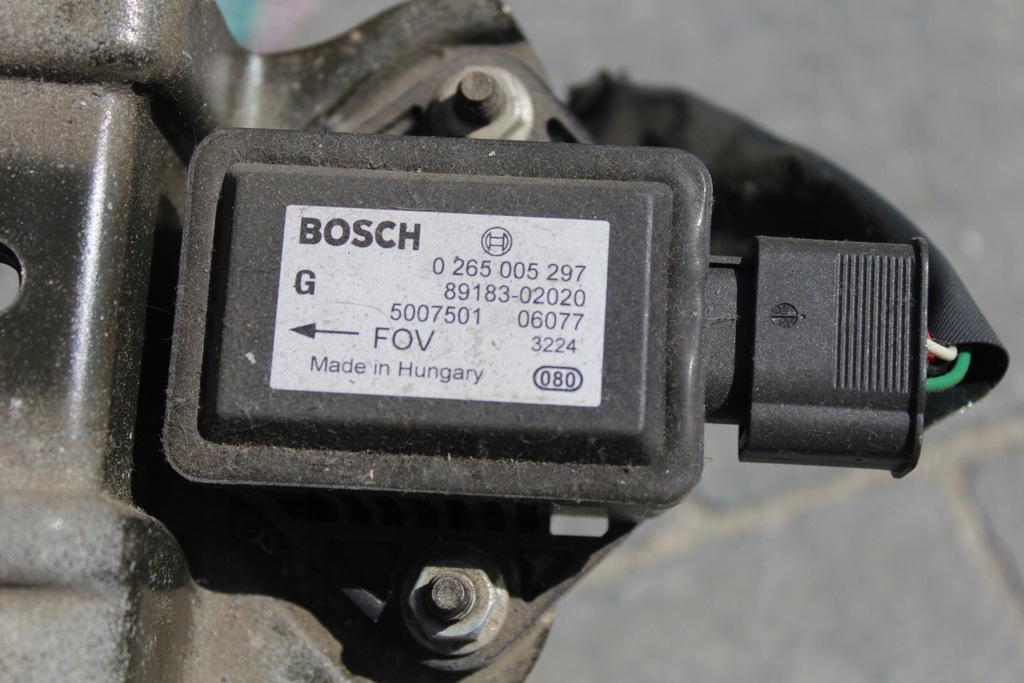 BOSCH
0 265 005 297
G
89183-02020
5007501 06077
FOV 3224
Made in Hungary 080